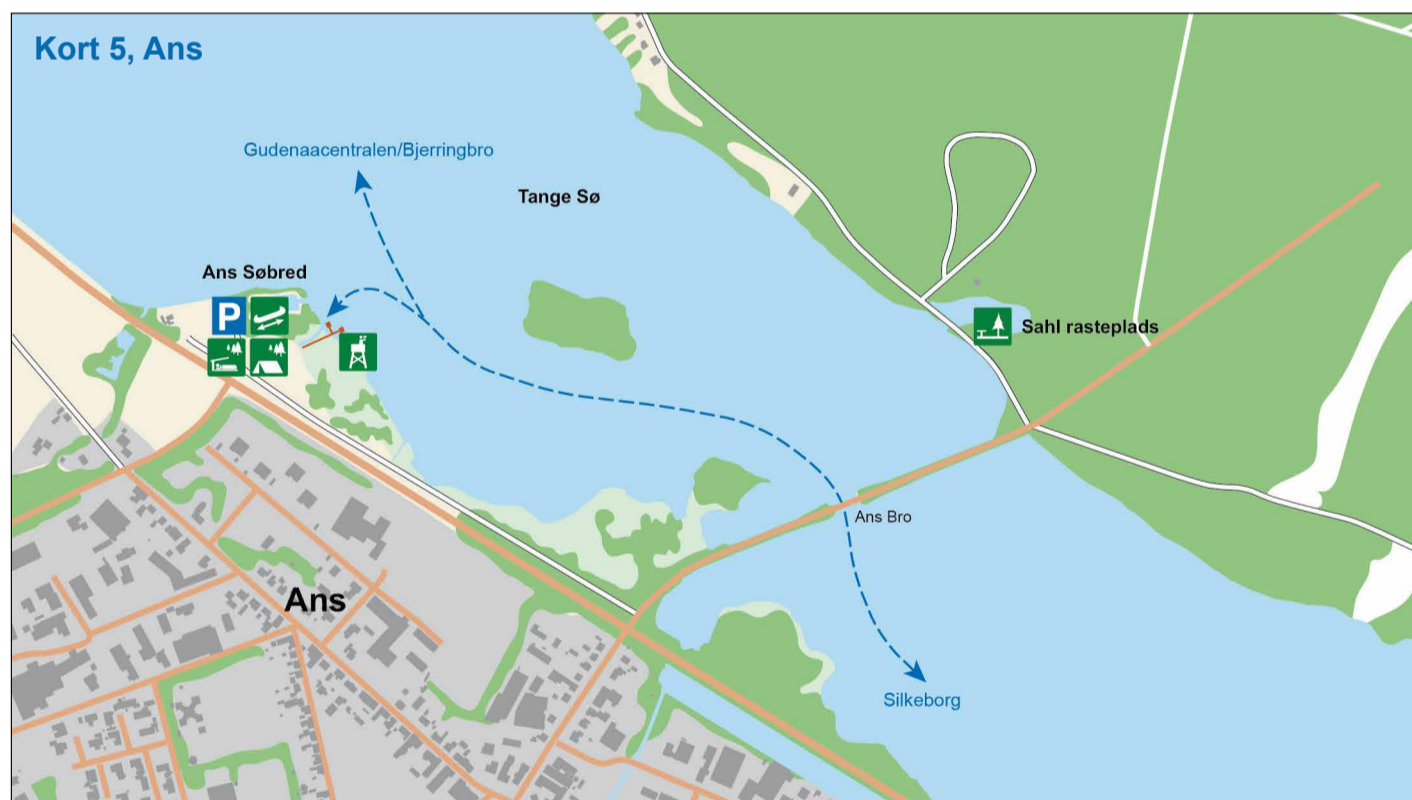 Kort 5, Ans
Gudenaacentralen/Bjerringbro
Tange Sø
Ans Søbred
P
Sahl rasteplads
Ans Bro
Ans
Silkeborg